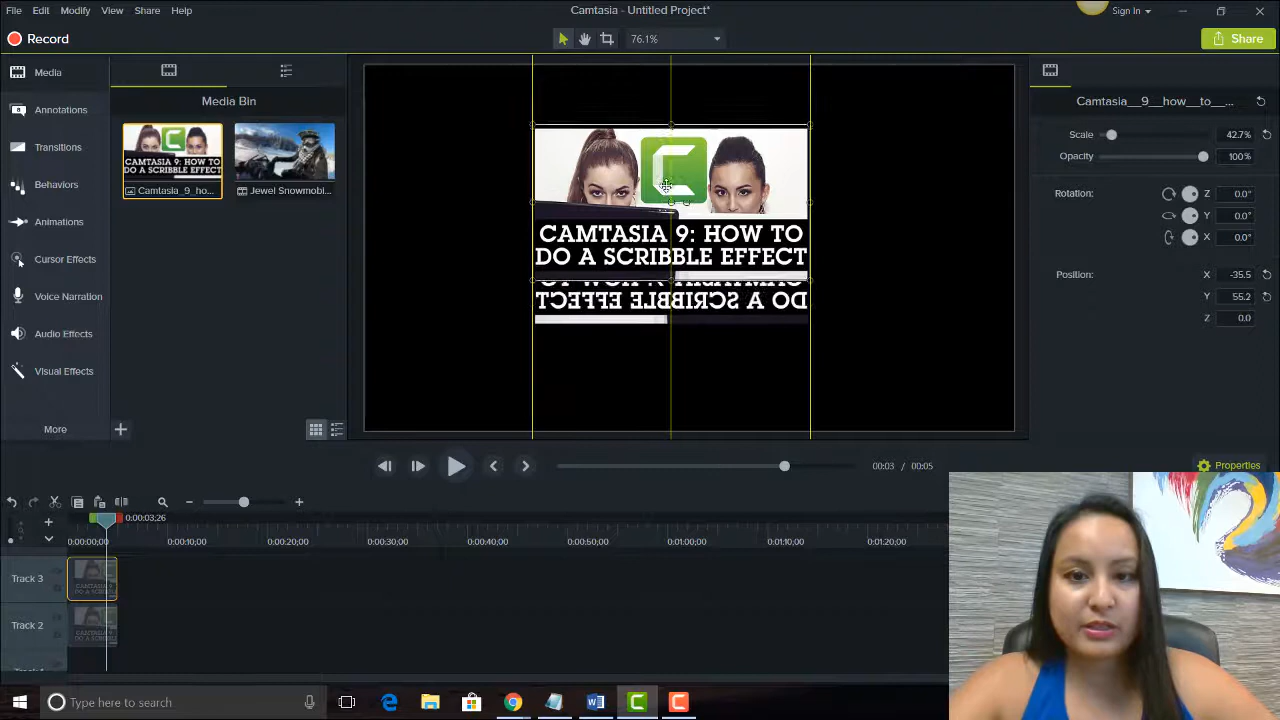 File Edit Modify View Share Help
Camtasia - Untitled Project*
Sign In
Record
76.1%
Share
Media
Annotations
Transitions
Behaviors
Animations
Cursor Effects
Voice Narration
Audio Effects
Visual Effects
More
Media Bin
CAMTASIA 9: HOW TO
DO A SCRIBBLE EFFECT
Camtasia_9_ho...
Jewel Snowmobi...
CAMTASIA 9: HOW TO
DO A SCRIBBLE EFFECT
DO A SCRIBBLE EFFECT
Camtasia__9__how_to__...
Scale 42.7%
Opacity 100%
Rotation: Z 0.0°
Y 0.0°
X 0.0°
Position: X -35.5
Y 55.2
Z 0.0
00:03 / 00:05
Properties
0:00:03;26
0:00:00;00 0:00:10;00 0:00:20;00 0:00:30;00 0:00:40;00 0:00:50;00 0:01:00;00 0:01:10;00 0:01:20;00
Track 3
Track 2
Type here to search